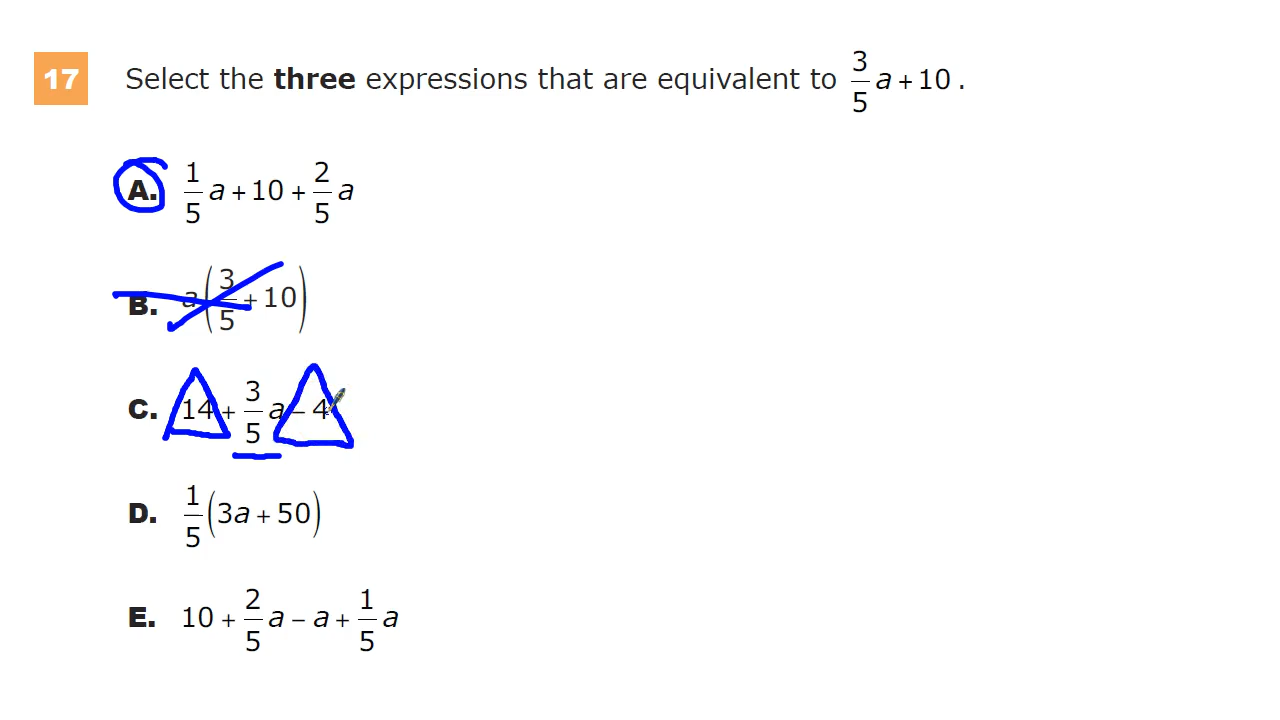 17 Select the three expressions that are equivalent to 3/5 a + 10 .
A. 1/5 a + 10 + 2/5 a
B. a(3/5 + 10)
C. 14 + 3/5 a − 4
D. 1/5 (3a + 50)
E. 10 + 2/5 a − a + 1/5 a